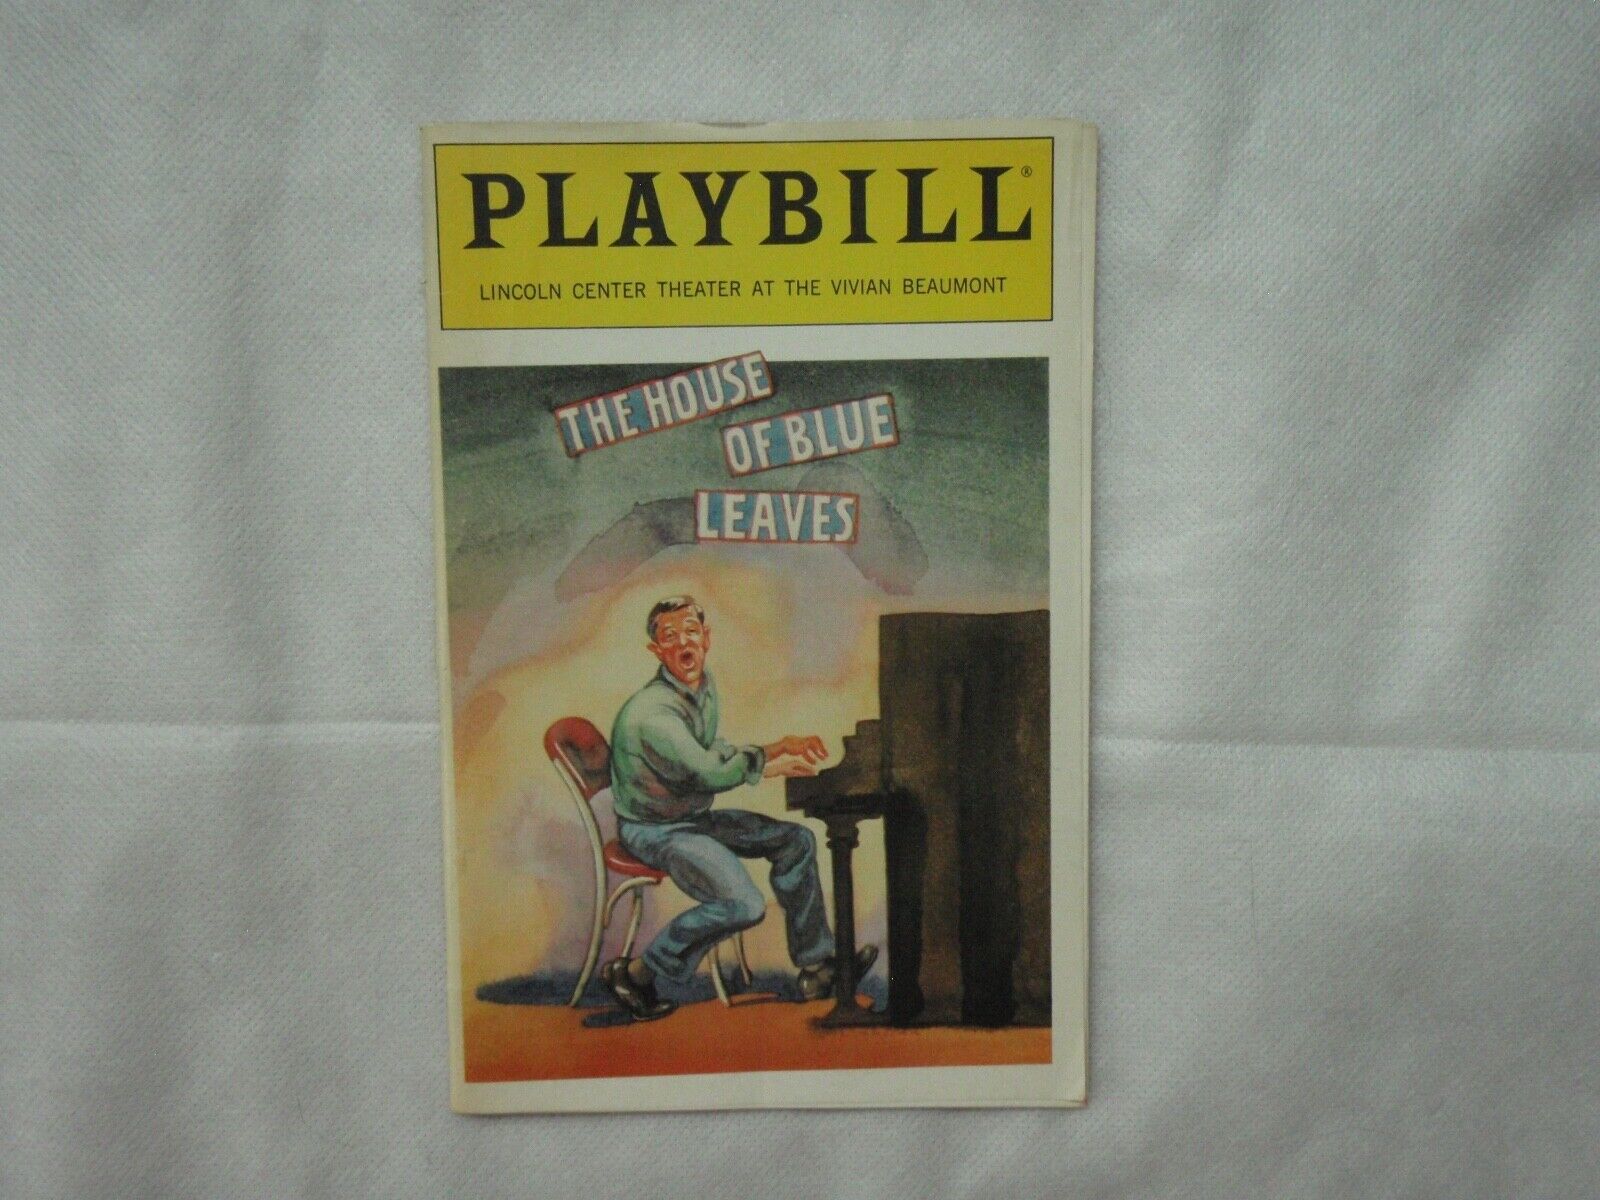 PLAYBILL®
LINCOLN CENTER THEATER AT THE VIVIAN BEAUMONT
THE HOUSE
OF BLUE
LEAVES